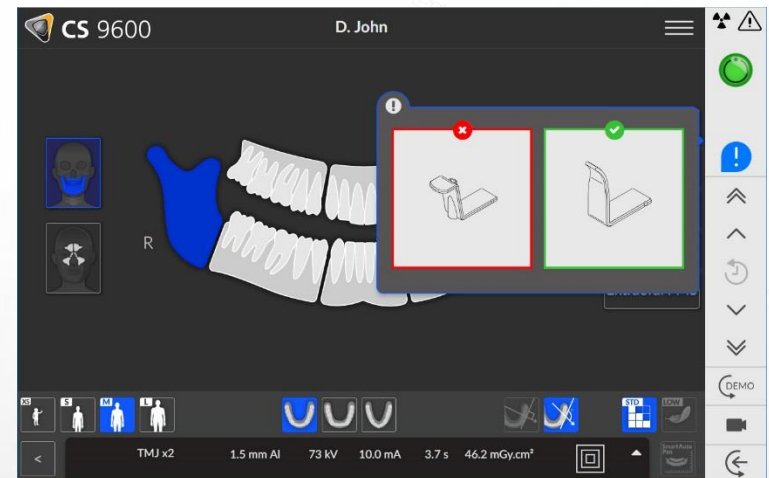 CS 9600
D. John
R
XS
S
M
L
STD
LOW
DEMO
<
TMJ x2
1.5 mm Al
73 kV
10.0 mA
3.7 s
46.2 mGy.cm²